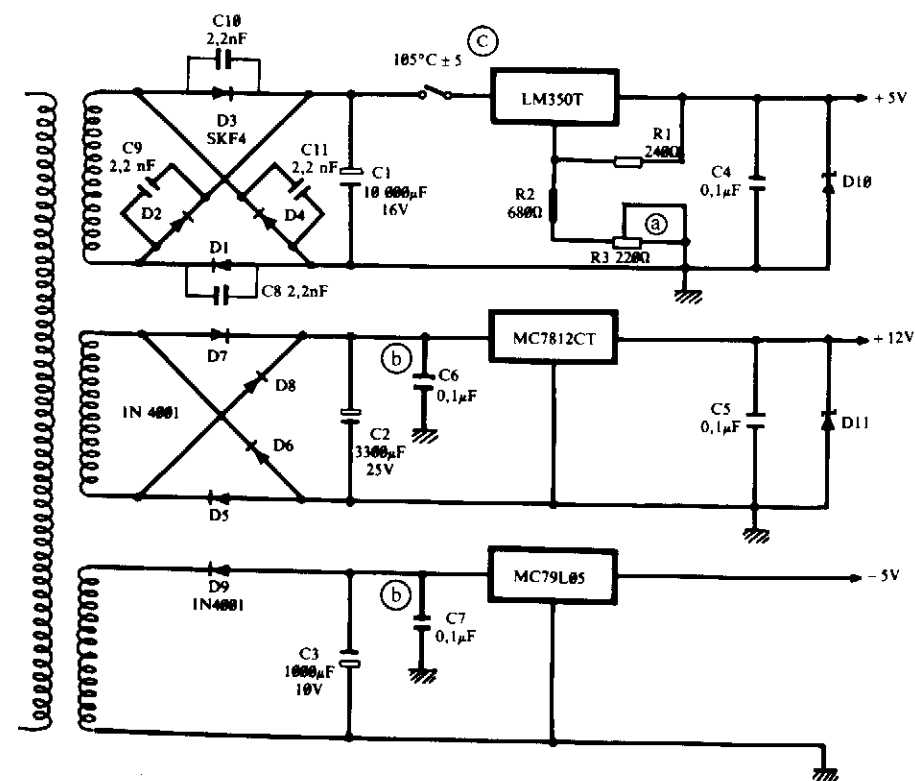 C10
2,2nF
D3
SKF4
C9
2,2 nF
D2
C11
2,2 nF
D4
C1
10 000µF
16V
D1
C8 2,2nF
105°C ± 5
c
LM350T
R1
240Ω
R2
680Ω
a
R3 220Ω
C4
0,1µF
D10
+ 5V
D7
D8
1N 4001
D6
D5
C2
3300µF
25V
b
C6
0,1µF
MC7812CT
C5
0,1µF
D11
+ 12V
D9
1N4001
C3
1000µF
10V
b
C7
0,1µF
MC79L05
– 5V